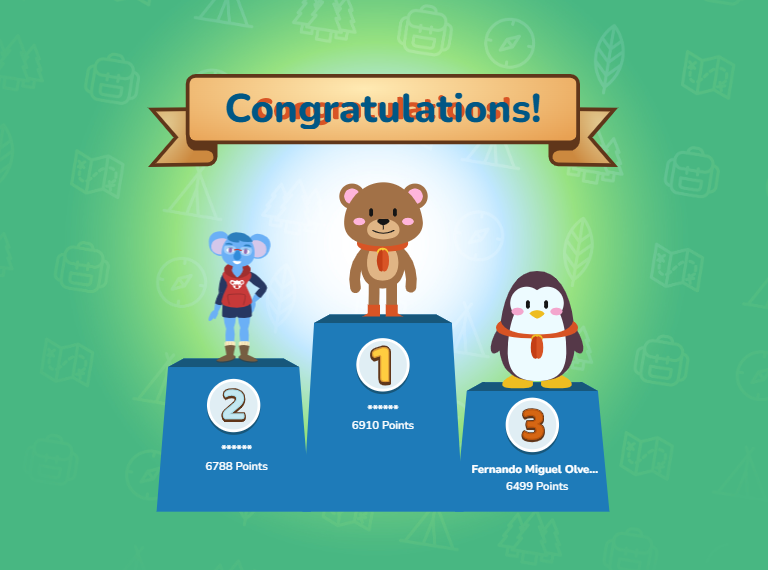 Congratulations!
1
******
6910 Points
2
******
6788 Points
3
Fernando Miguel Olve...
6499 Points